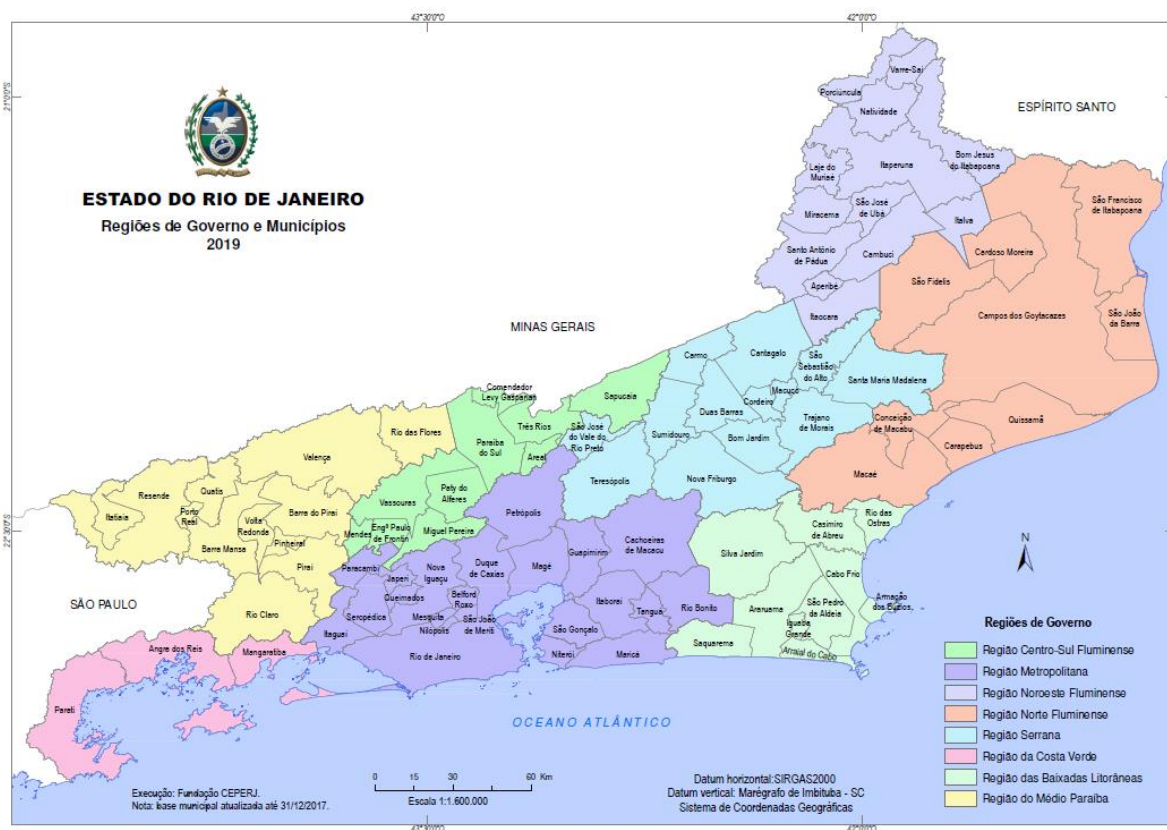 43°30'0"O
42°0'0"O
21°0'0"S
22°30'0"S
ESTADO DO RIO DE JANEIRO
Regiões de Governo e Municípios
2019
ESPÍRITO SANTO
MINAS GERAIS
SÃO PAULO
OCEANO ATLÂNTICO
Varre-Sai
Porciúncula
Natividade
Bom Jesus
do Itabapoana
Itaperuna
Laje do
Muriaé
São José
de Ubá
Miracema
Italva
Santo Antônio
de Pádua
Cambuci
Aperibé
Itaocara
São Francisco
de Itabapoana
Cardoso Moreira
São Fidelis
Campos dos Goytacazes
São João
da Barra
Carmo
Cantagalo
São
Sebastião
do Alto
Santa Maria Madalena
Macuco
Cordeiro
Duas Barras
Trajano
de Morais
Sumidouro
Bom Jardim
Nova Friburgo
Teresópolis
São José
do Vale do
Rio Preto
Conceição
de Macabu
Quissamã
Carapebus
Macaé
Comendador
Levy Gasparian
Sapucaia
Três Rios
Paraíba
do Sul
Areal
Paty do
Alferes
Vassouras
Engº Paulo
de Frontin
Mendes
Miguel Pereira
Rio das Flores
Valença
Resende
Quatis
Itatiaia
Porto
Real
Volta
Redonda
Barra do Piraí
Barra Mansa
Pinheiral
Piraí
Rio Claro
Petrópolis
Paracambi
Japeri
Nova
Iguaçu
Duque
de Caxias
Magé
Guapimirim
Cachoeiras
de Macacu
Queimados
Belford
Roxo
Seropédica
Mesquita
Nilópolis
São João
de Meriti
Itaguaí
Rio de Janeiro
Itaboraí
Tanguá
Rio Bonito
São Gonçalo
Niterói
Maricá
Rio das
Ostras
Casimiro
de Abreu
Silva Jardim
Cabo Frio
Armação
dos Búzios
Araruama
São Pedro
da Aldeia
Iguaba
Grande
Saquarema
Arraial do Cabo
Angra dos Reis
Mangaratiba
Parati
N
Regiões de Governo
Região Centro-Sul Fluminense
Região Metropolitana
Região Noroeste Fluminense
Região Norte Fluminense
Região Serrana
Região da Costa Verde
Região das Baixadas Litorâneas
Região do Médio Paraíba
0 15 30 60 Km
Escala 1:1.600.000
Execução: Fundação CEPERJ.
Nota: base municipal atualizada até 31/12/2017.
Datum horizontal:SIRGAS2000
Datum vertical: Marégrafo de Imbituba - SC
Sistema de Coordenadas Geográficas
43°30'0"O
42°0'0"O